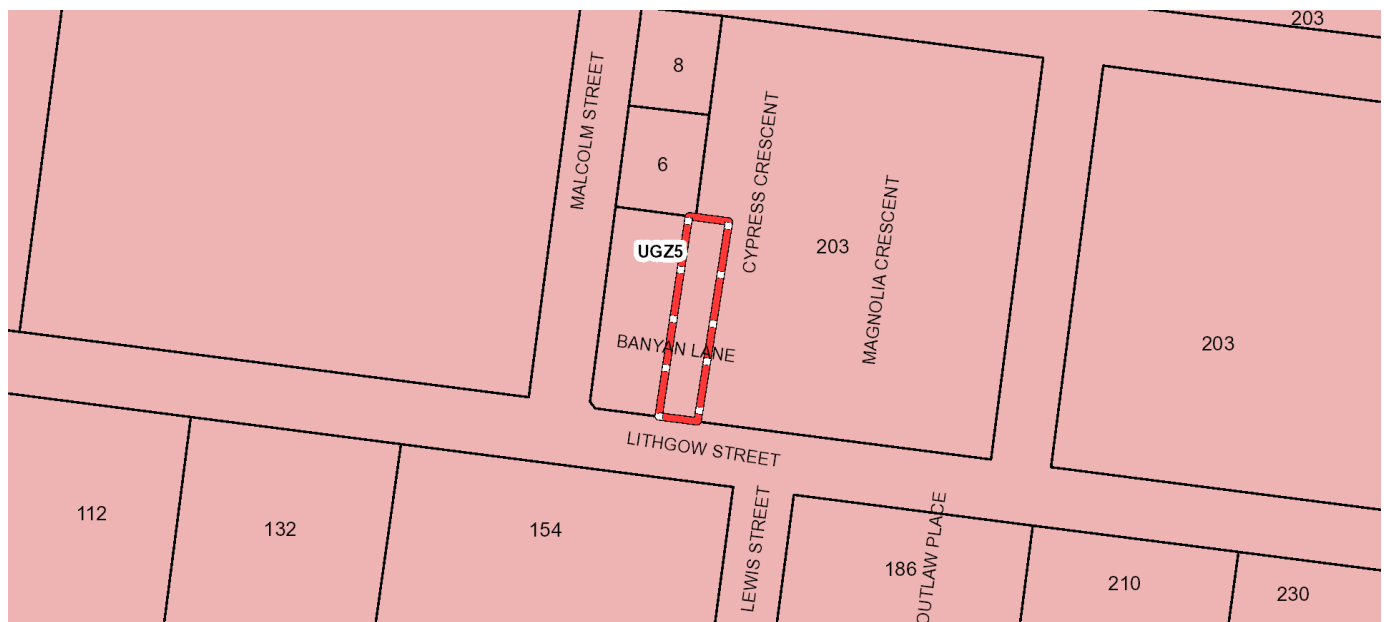 203
8
MALCOLM STREET
CYPRESS CRESCENT
6
MAGNOLIA CRESCENT
203
UGZ5
BANYAN LANE
203
LITHGOW STREET
LEWIS STREET
OUTLAW PLACE
112
132
154
186
210
230